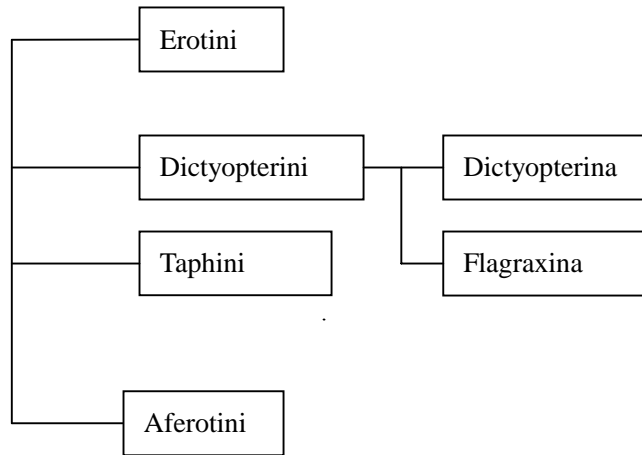 Erotini
Dictyopterini
Dictyopterina
Taphini
Flagraxina
.
Aferotini